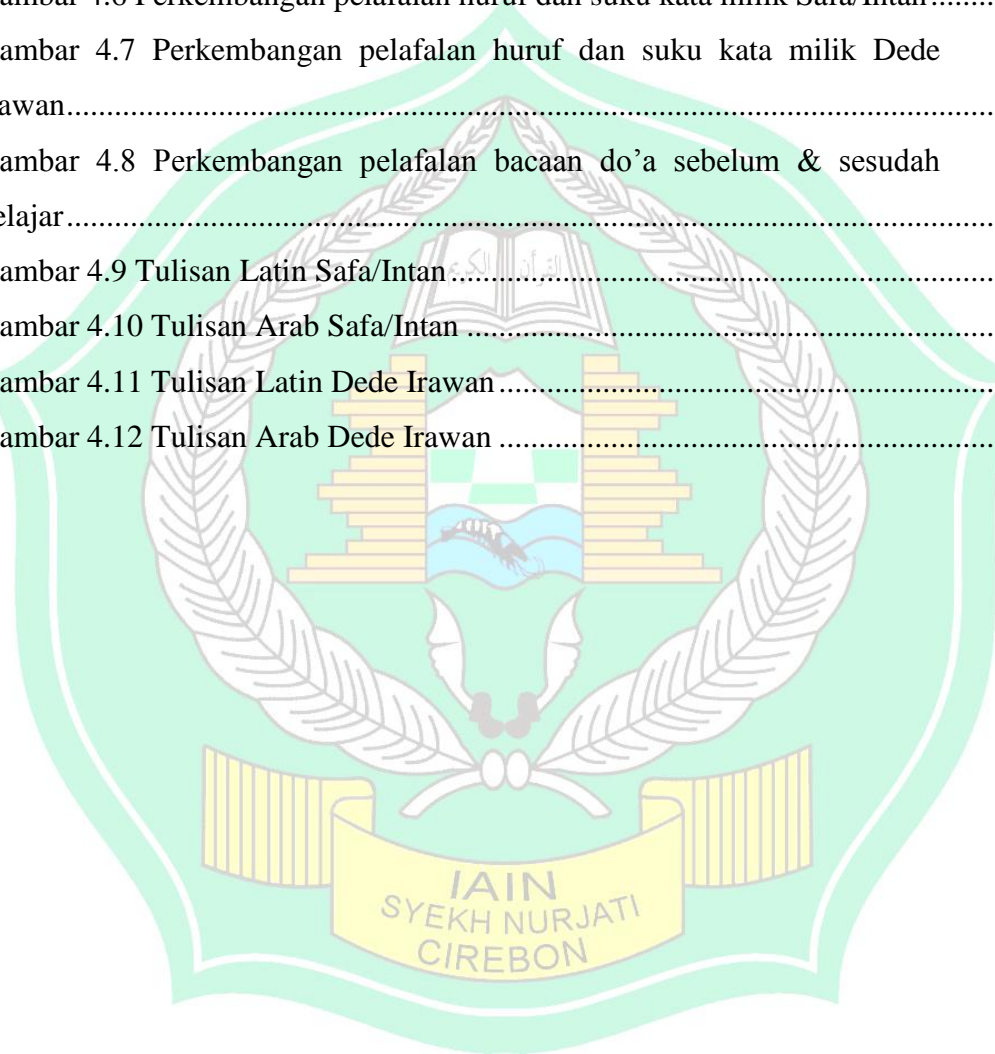 ambar 4.6 Perkembangan pelafalan huruf dan suku kata milik Safa/Intan........
ambar 4.7 Perkembangan pelafalan huruf dan suku kata milik Dede
awan....................................................................................................................
ambar 4.8 Perkembangan pelafalan bacaan do’a sebelum & sesudah
elajar....................................................................................................................
ambar 4.9 Tulisan Latin Safa/Intan....................................................................
ambar 4.10 Tulisan Arab Safa/Intan ..................................................................
ambar 4.11 Tulisan Latin Dede Irawan..............................................................
ambar 4.12 Tulisan Arab Dede Irawan ..............................................................
القرآن الكريم
IAIN
SYEKH NURJATI
CIREBON